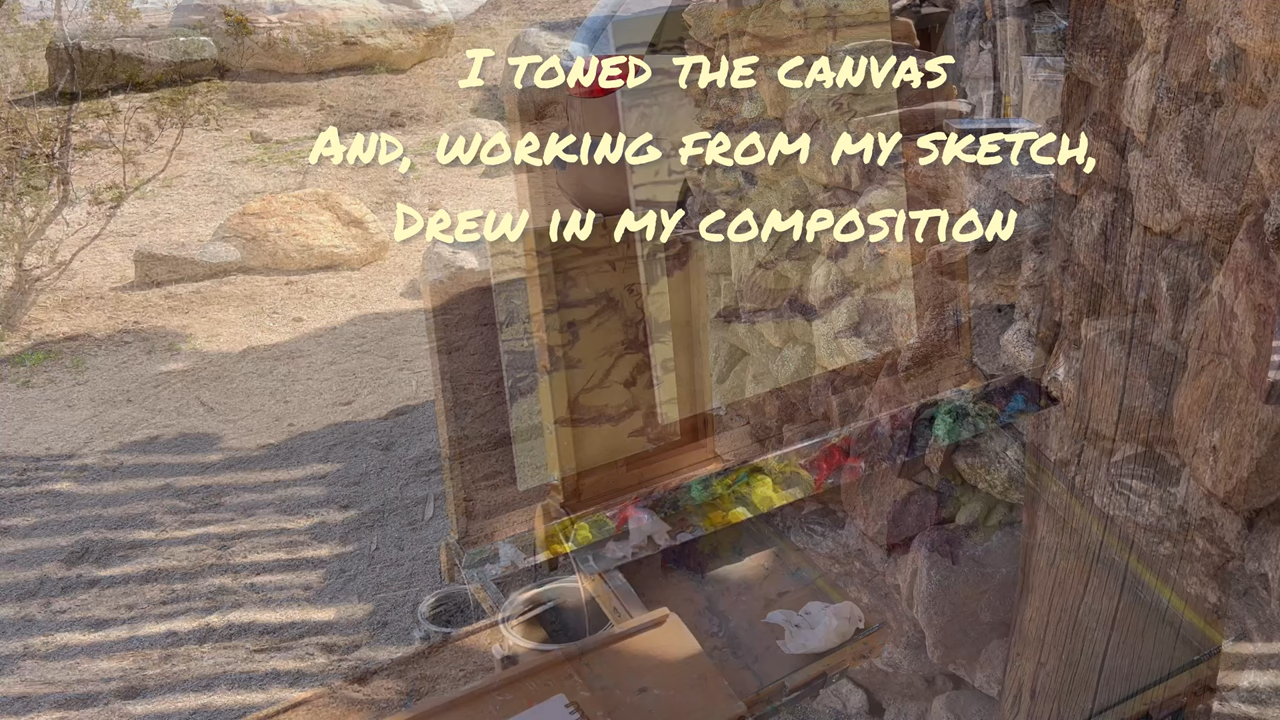 I TONED THE CANVAS
AND, WORKING FROM MY SKETCH,
DREW IN MY COMPOSITION